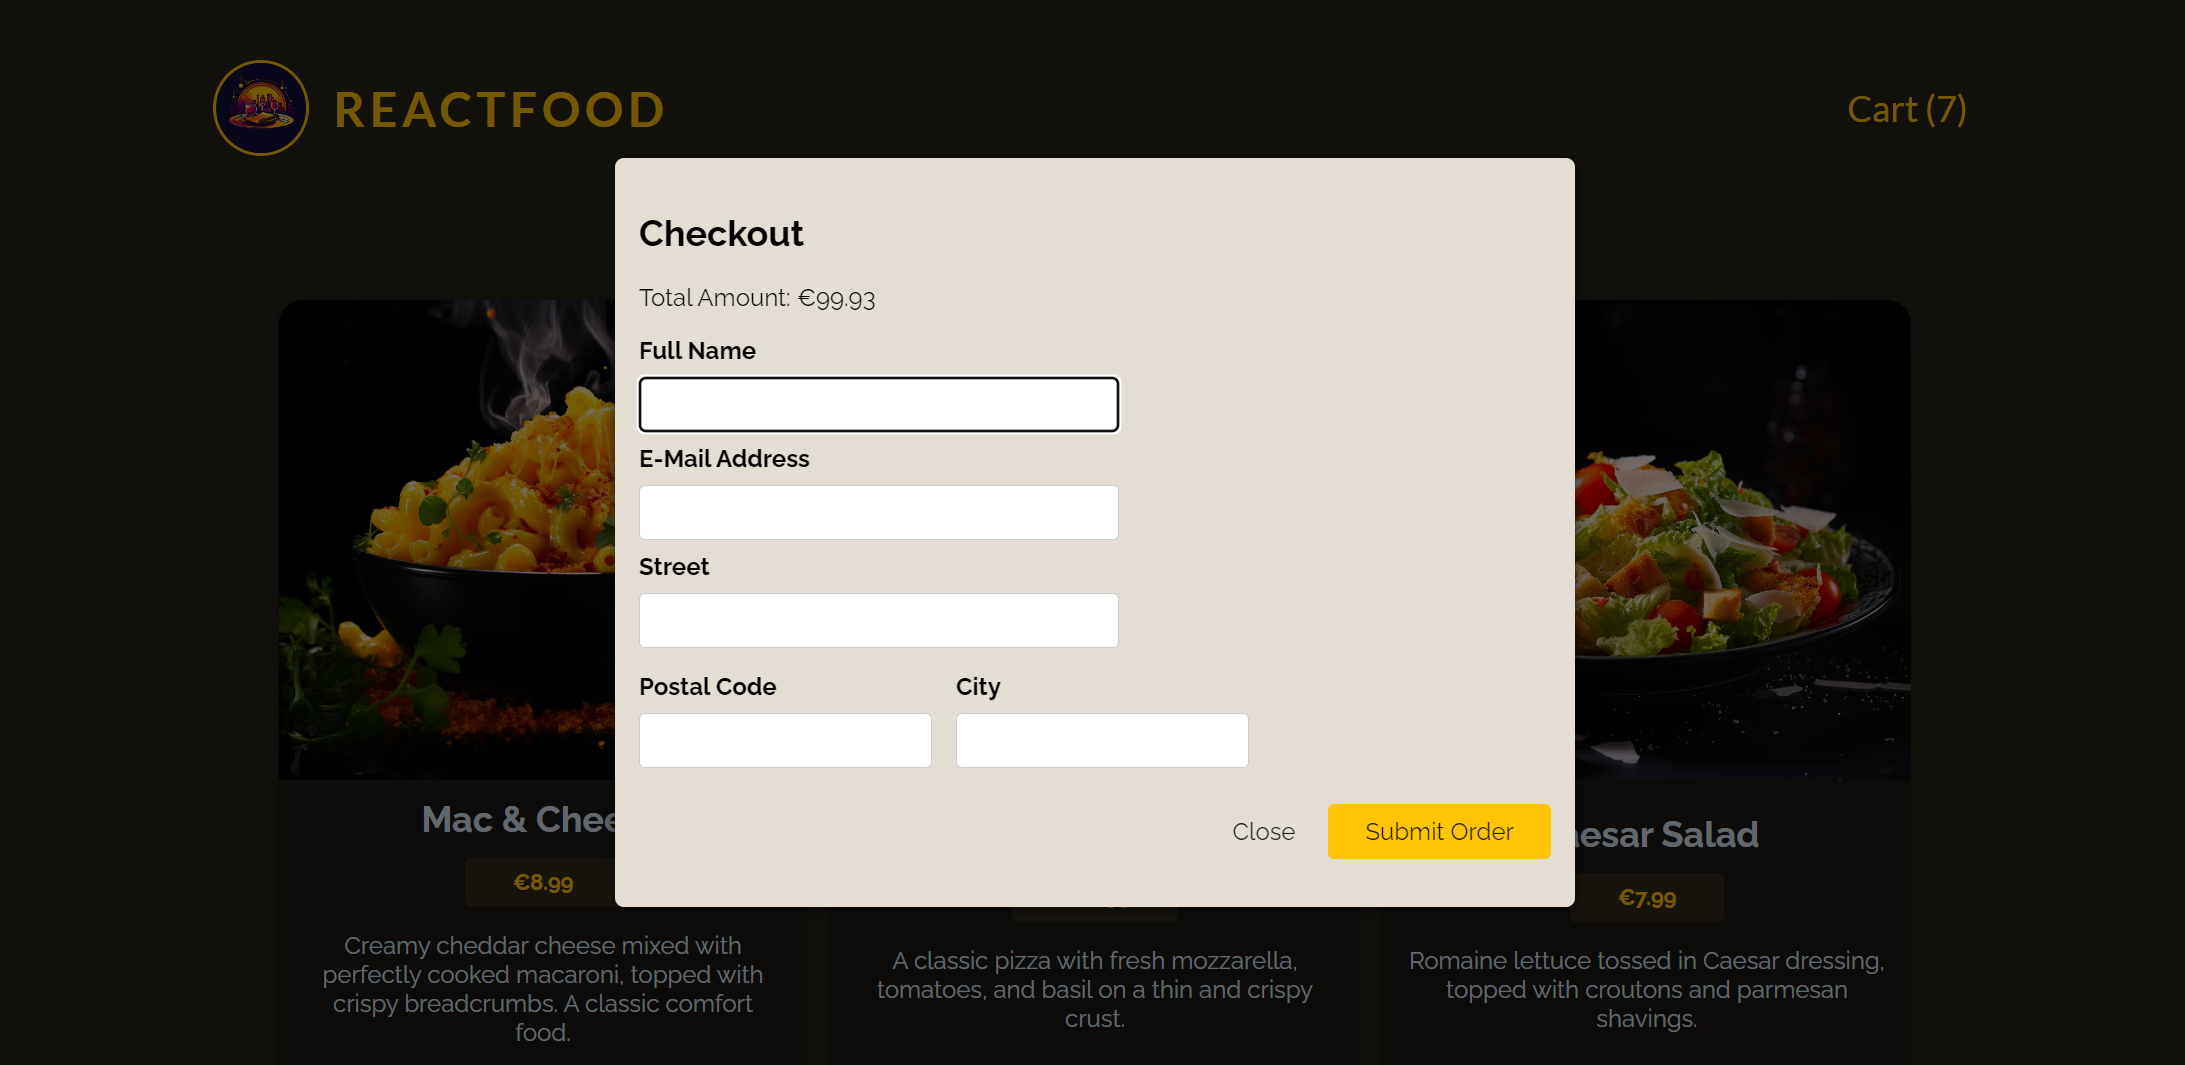 REACTFOOD
Cart (7)
Checkout
Total Amount: €99.93
Full Name
E-Mail Address
Street
Postal Code
City
Close
Submit Order
Mac & Chee
€8.99
Creamy cheddar cheese mixed with
perfectly cooked macaroni, topped with
crispy breadcrumbs. A classic comfort
food.
A classic pizza with fresh mozzarella,
tomatoes, and basil on a thin and crispy
crust.
aesar Salad
€7.99
Romaine lettuce tossed in Caesar dressing,
topped with croutons and parmesan
shavings.